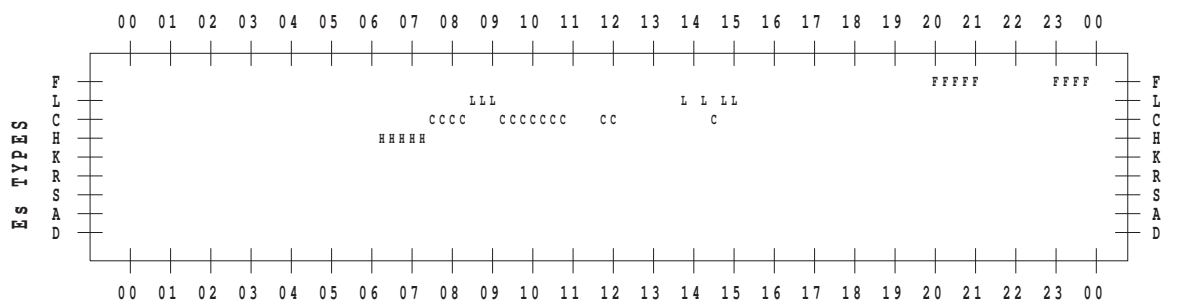 00 01 02 03 04 05 06 07 08 09 10 11 12 13 14 15 16 17 18 19 20 21 22 23 00
F FFFFF FFFF F
L LLL L L LL L
C CCCC CCCCCCC CC C C
H HHHHH H
K K
R R
S S
A A
D D
Es TYPES
00 01 02 03 04 05 06 07 08 09 10 11 12 13 14 15 16 17 18 19 20 21 22 23 00